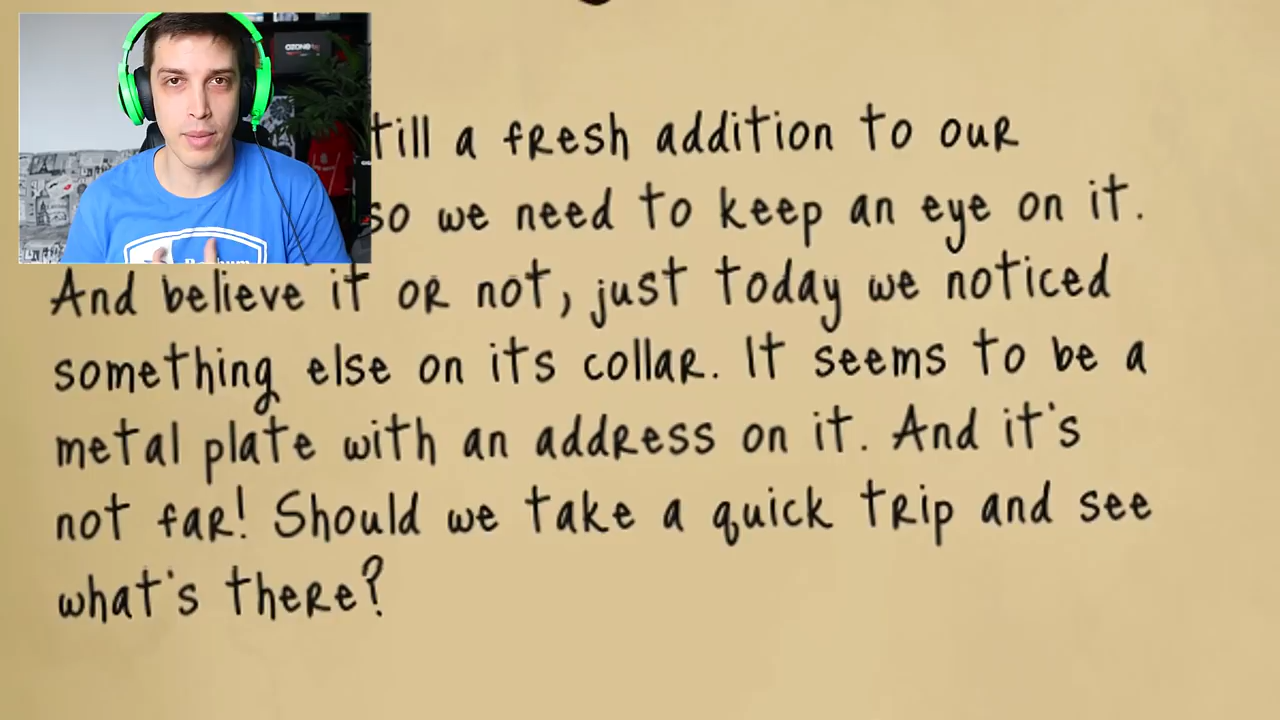 OZONE
till a fresh addition to our
so we need to keep an eye on it.
And believe it or not, just today we noticed
something else on its collar. It seems to be a
metal plate with an address on it. And it's
not far! Should we take a quick trip and see
what's there?